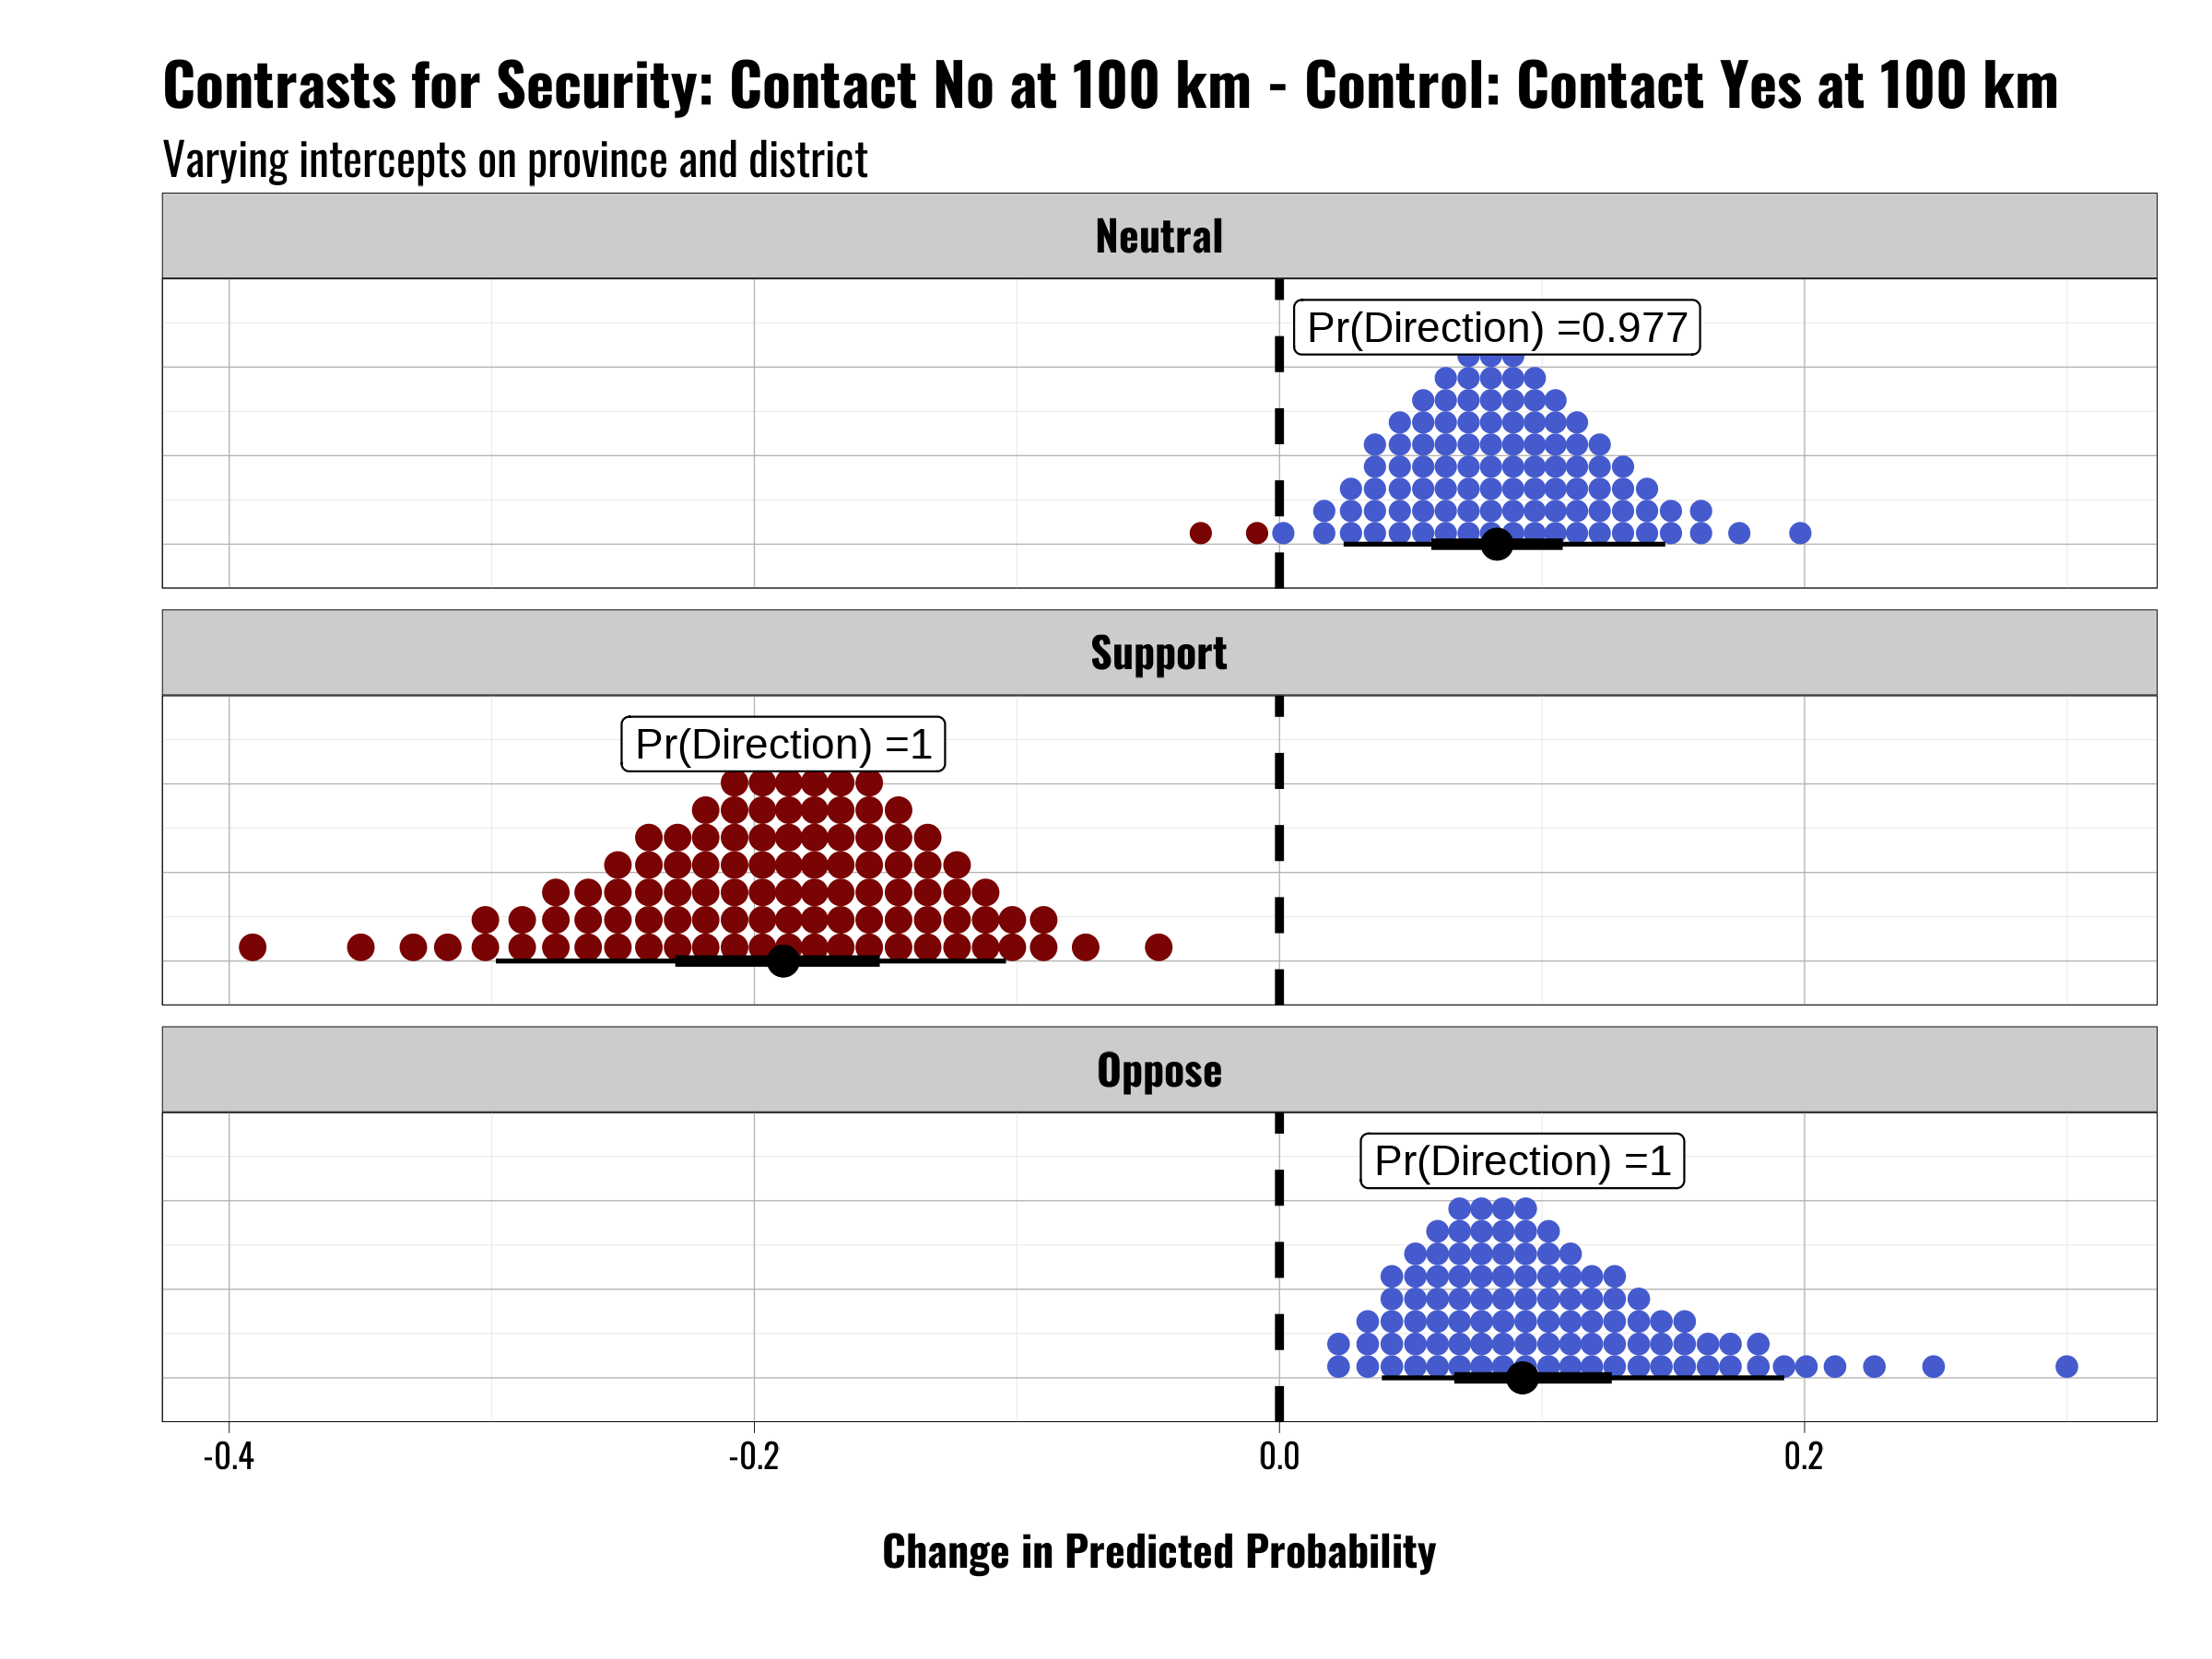 Contrasts for Security: Contact No at 100 km - Control: Contact Yes at 100 km
Varying intercepts on province and district
Neutral
Pr(Direction) =0.977
Support
Pr(Direction) =1
Oppose
Pr(Direction) =1
-0.4 -0.2 0.0 0.2
Change in Predicted Probability